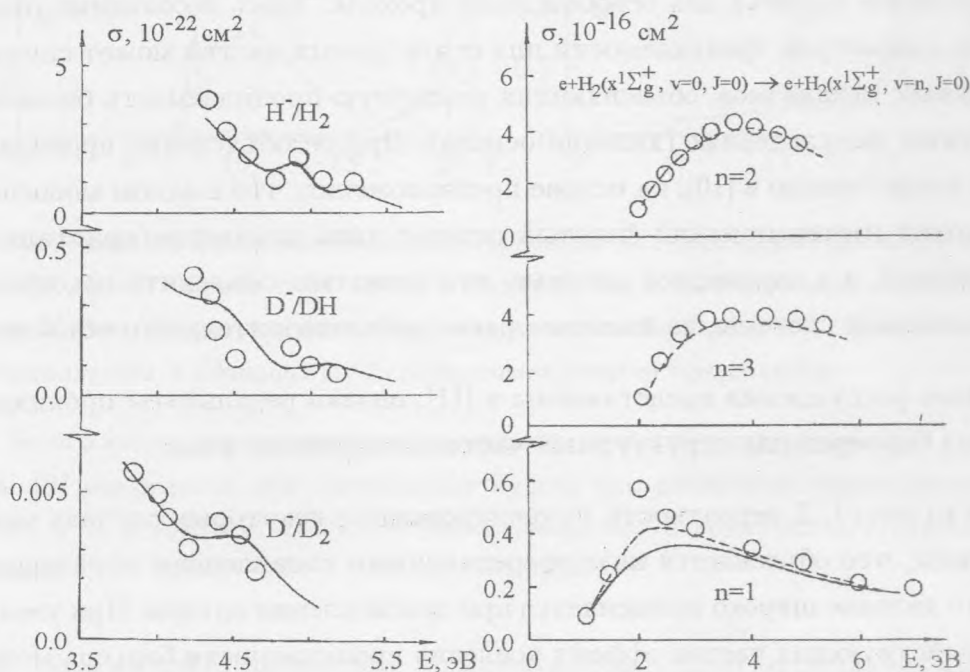 σ, 10⁻²² см²
5
H⁻/H₂
0
0.5
D⁻/DH
0.0
0.005
D⁻/D₂
0.0
3.5
4.5
5.5
E, эВ
σ, 10⁻¹⁶ см²
6
e+H₂(x¹Σ⁺g, v=0, J=0) → e+H₂(x¹Σ⁺g, v=n, J=0)
4
2
n=2
0
4
2
n=3
0
0.6
0.4
0.2
n=1
0.0
0
2
4
6
E, эВ